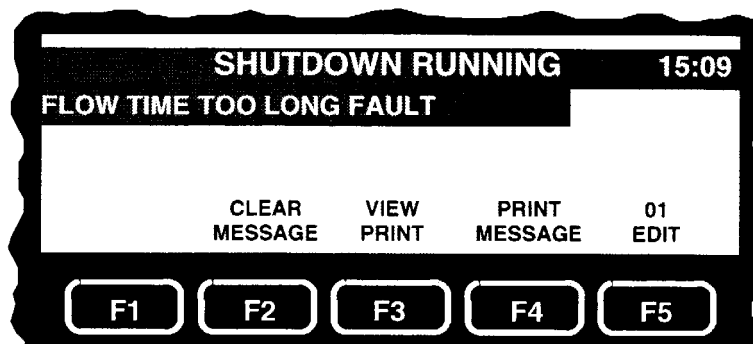 SHUTDOWN RUNNING 15:09
FLOW TIME TOO LONG FAULT
CLEAR VIEW PRINT 01
MESSAGE PRINT MESSAGE EDIT
F1 F2 F3 F4 F5